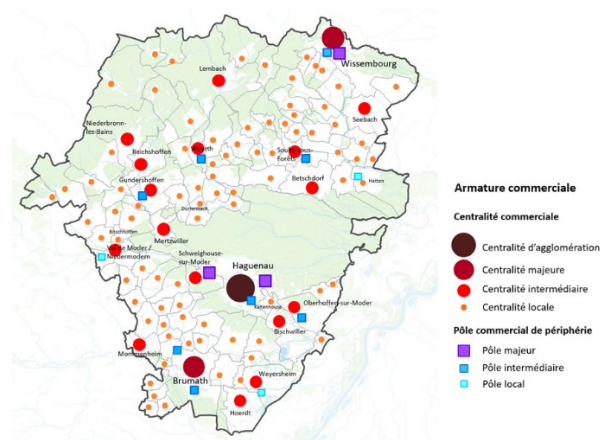 Wissembourg
Lembach
Seebach
Niederbronn-
les-Bains
Reichshoffen
Woerth
Soultz-sous-
Forêts
Gundershoffen
Betschdorf
Hatten
Durrenbach
Mertzwiller
Val de Moder /
Niedermodern
Schweighouse-
sur-Moder
Haguenau
Oberhoffen-sur-Moder
Bischwiller
Mommenheim
Brumath
Weyersheim
Hoerdt
Armature commerciale
Centralité commerciale
Centralité d'agglomération
Centralité majeure
Centralité intermédiaire
Centralité locale
Pôle commercial de périphérie
Pôle majeur
Pôle intermédiaire
Pôle local